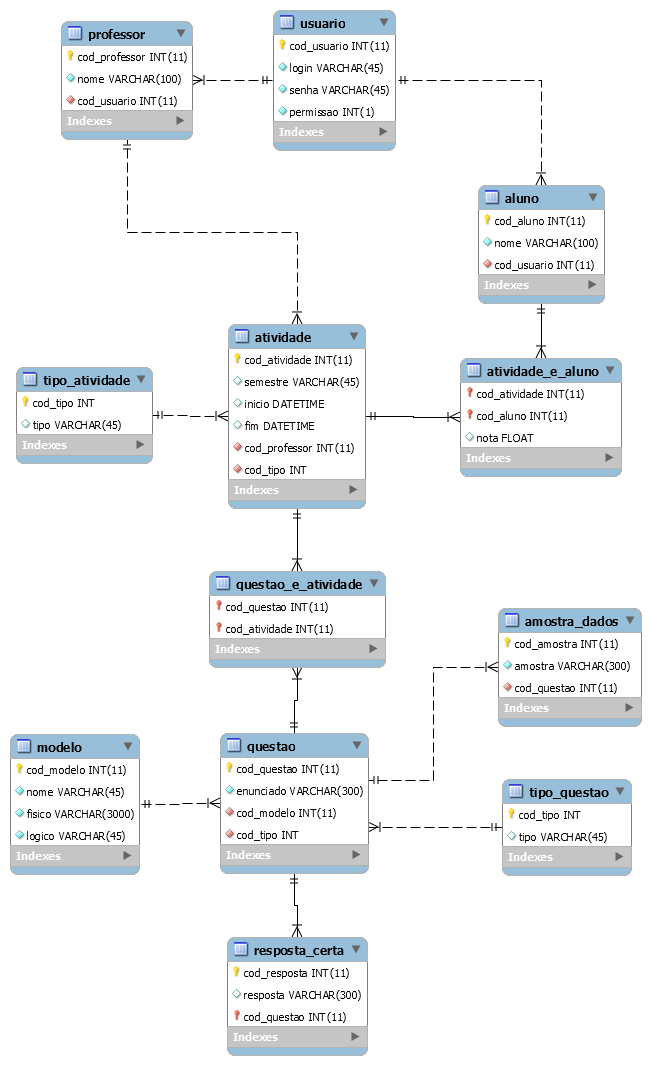 professor
cod_professor INT(11)
nome VARCHAR(100)
cod_usuario INT(11)
Indexes
usuario
cod_usuario INT(11)
login VARCHAR(45)
senha VARCHAR(45)
permissao INT(1)
Indexes
aluno
cod_aluno INT(11)
nome VARCHAR(100)
cod_usuario INT(11)
Indexes
atividade
cod_atividade INT(11)
semestre VARCHAR(45)
inicio DATETIME
fim DATETIME
cod_professor INT(11)
cod_tipo INT
Indexes
tipo_atividade
cod_tipo INT
tipo VARCHAR(45)
Indexes
atividade_e_aluno
cod_atividade INT(11)
cod_aluno INT(11)
nota FLOAT
Indexes
questao_e_atividade
cod_questao INT(11)
cod_atividade INT(11)
Indexes
amostra_dados
cod_amostra INT(11)
amostra VARCHAR(300)
cod_questao INT(11)
Indexes
modelo
cod_modelo INT(11)
nome VARCHAR(45)
fisico VARCHAR(3000)
logico VARCHAR(45)
Indexes
questao
cod_questao INT(11)
enunciado VARCHAR(300)
cod_modelo INT(11)
cod_tipo INT
Indexes
tipo_questao
cod_tipo INT
tipo VARCHAR(45)
Indexes
resposta_certa
cod_resposta INT(11)
resposta VARCHAR(300)
cod_questao INT(11)
Indexes